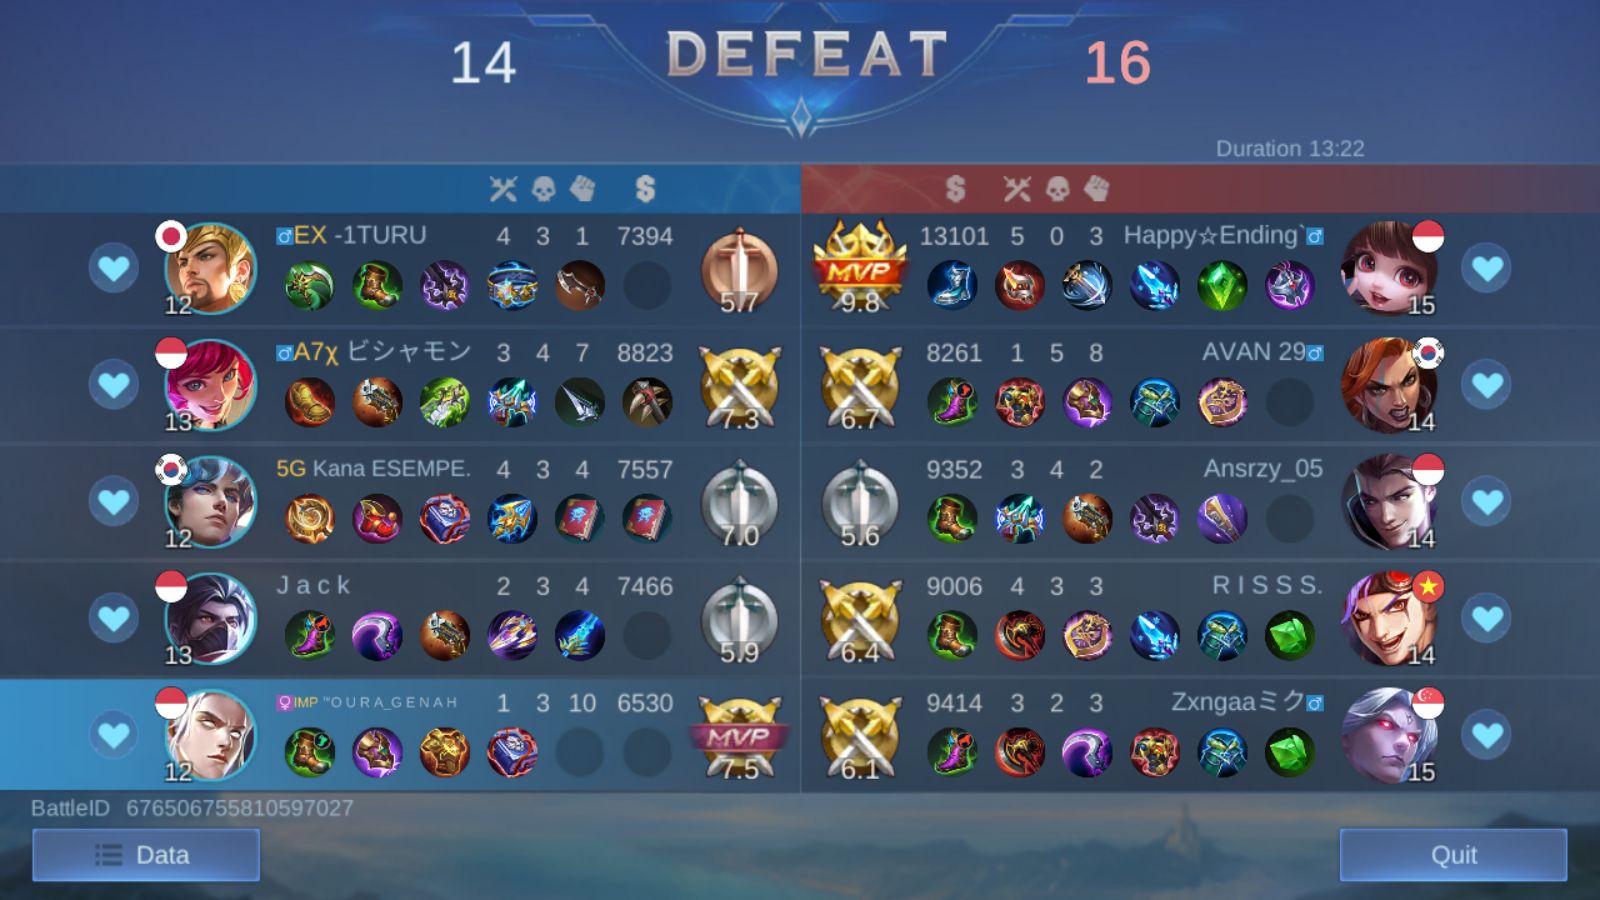 14 DEFEAT 16
Duration 13:22
EX -1TURU 4 3 1 7394
12 5.7
MVP 9.8 13101 5 0 3 Happy☆Ending` 15
A7χ ビシャモン 3 4 7 8823
13 7.3
6.7 8261 1 5 8 AVAN 29 14
5G Kana ESEMPE. 4 3 4 7557
12 7.0
5.6 9352 3 4 2 Ansrzy_05 14
Jack 2 3 4 7466
13 5.9
6.4 9006 4 3 3 RISSS. 14
IMP "OURA_GENAH 1 3 10 6530
12 MVP 7.5
6.1 9414 3 2 3 Zxngaaミク 15
BattleID 676506755810597027
Data
Quit